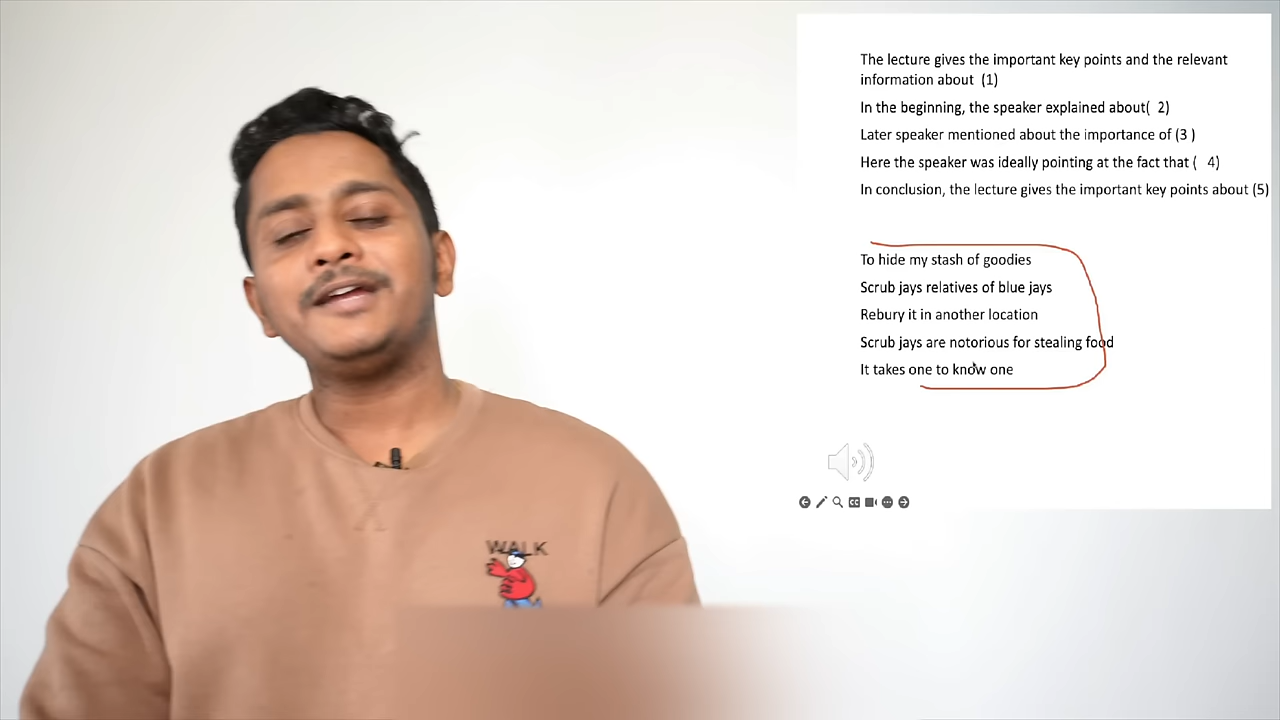 The lecture gives the important key points and the relevant
information about  (1)
In the beginning, the speaker explained about(  2)
Later speaker mentioned about the importance of (3 )
Here the speaker was ideally pointing at the fact that (   4)
In conclusion, the lecture gives the important key points about (5)
To hide my stash of goodies
Scrub jays relatives of blue jays
Rebury it in another location
Scrub jays are notorious for stealing food
It takes one to know one
CC
WALK